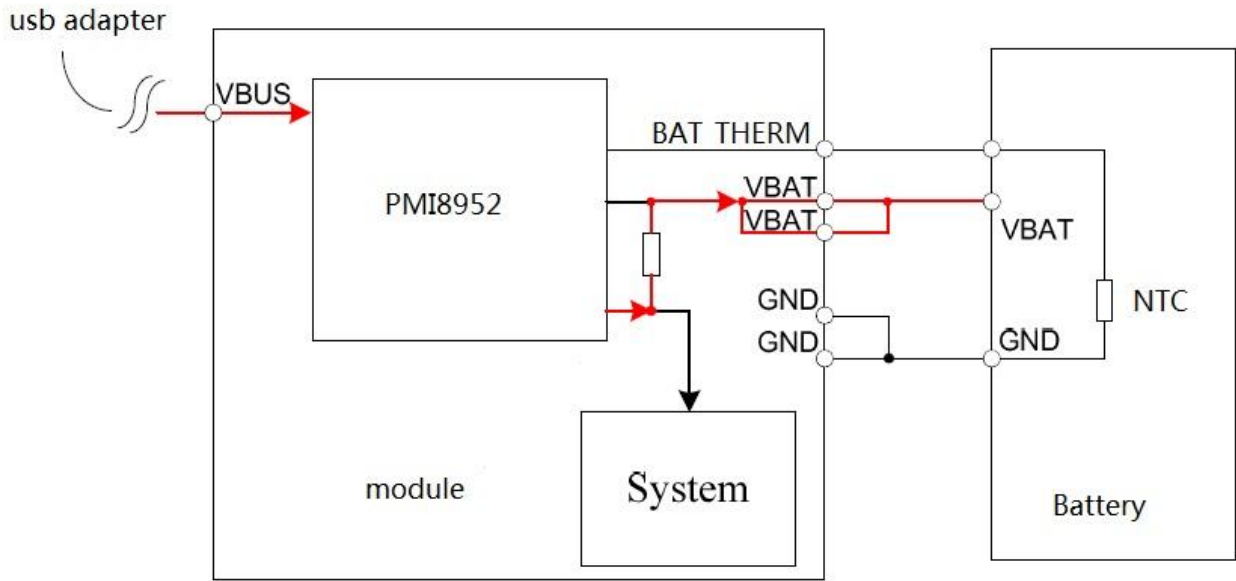 usb adapter
VBUS
BAT THERM
PMI8952
VBAT
VBAT
VBAT
GND
NTC
GND
GND
module
System
Battery